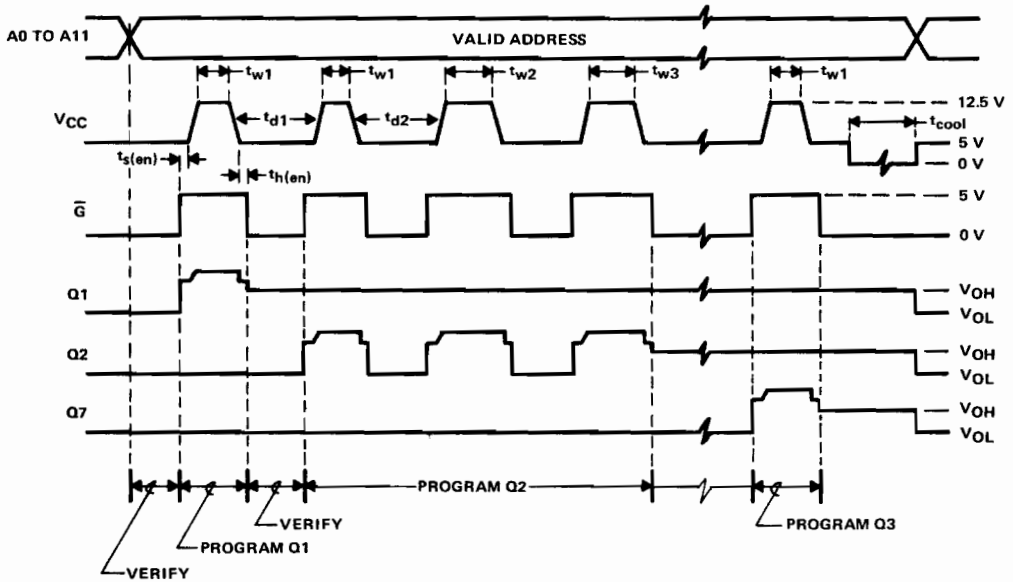 A0 TO A11
VALID ADDRESS
tw1
tw1
tw2
tw3
tw1
12.5 V
VCC
td1
td2
tcool
5 V
0 V
ts(en)
th(en)
G
5 V
0 V
Q1
VOH
VOL
Q2
VOH
VOL
Q7
VOH
VOL
PROGRAM Q2
VERIFY
PROGRAM Q3
PROGRAM Q1
VERIFY